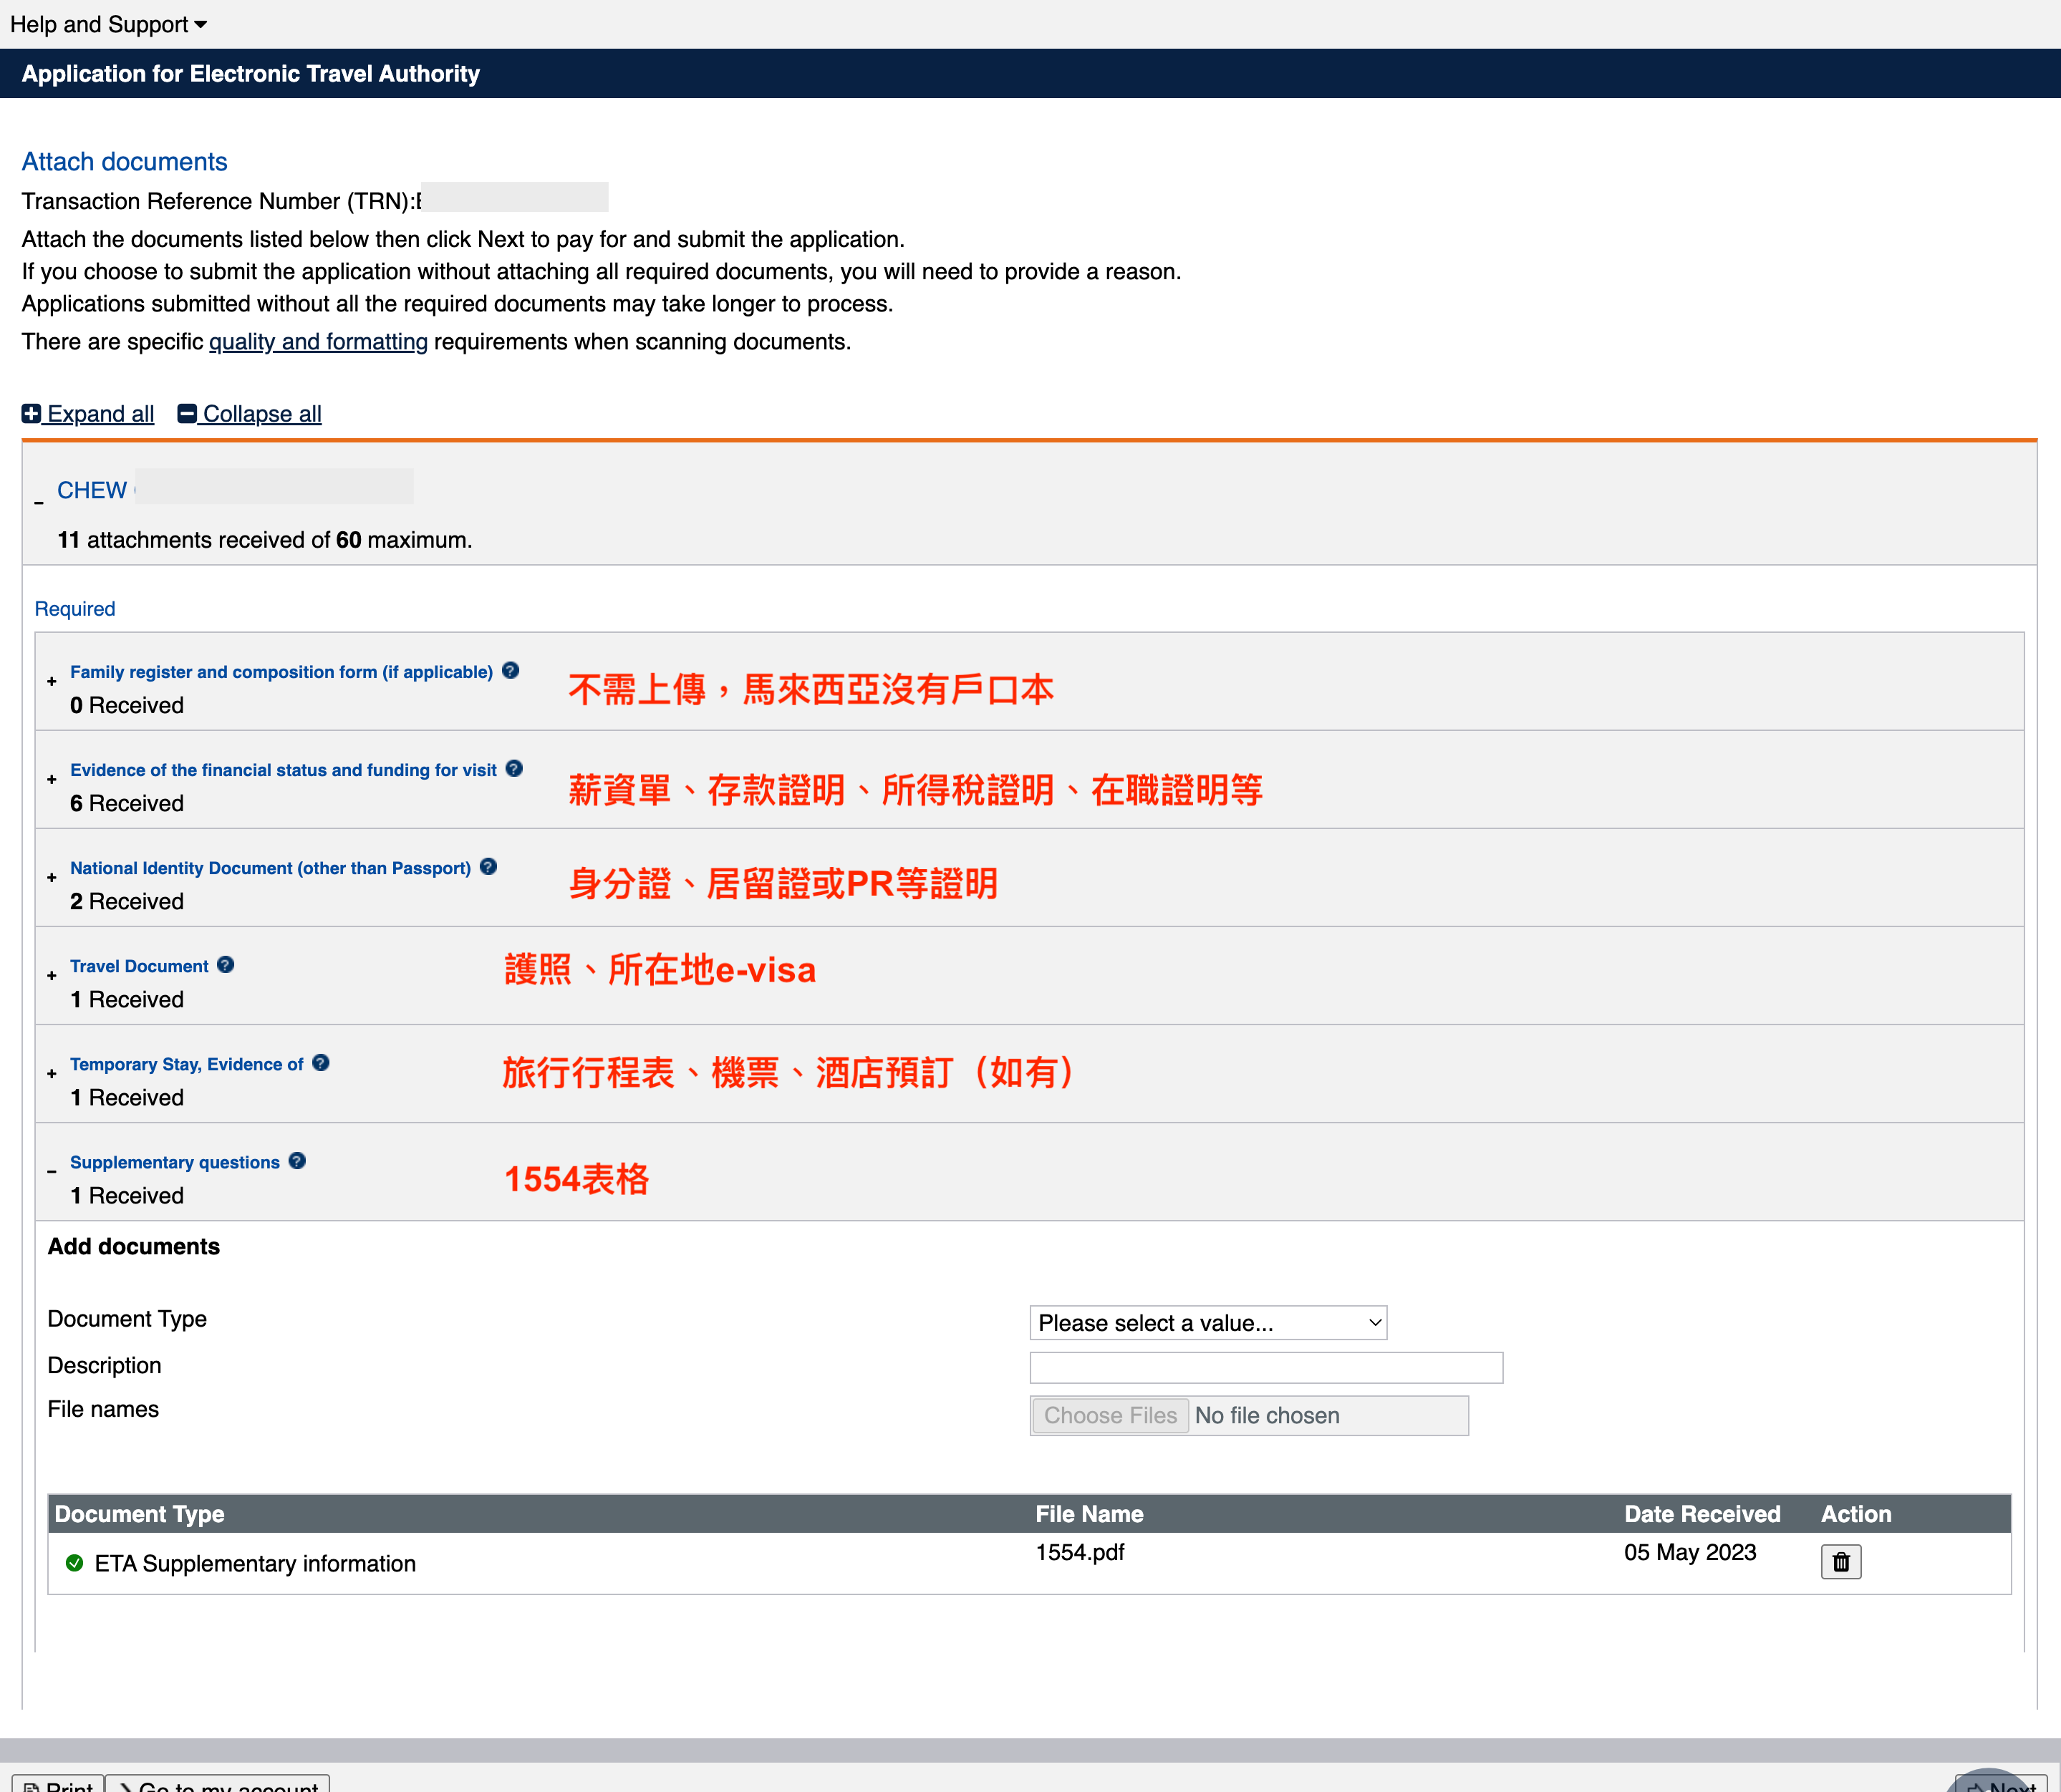 Help and Support
Application for Electronic Travel Authority
Attach documents
Transaction Reference Number (TRN):E
Attach the documents listed below then click Next to pay for and submit the application.
If you choose to submit the application without attaching all required documents, you will need to provide a reason.
Applications submitted without all the required documents may take longer to process.
There are specific quality and formatting requirements when scanning documents.
Expand all Collapse all
CHEW
11 attachments received of 60 maximum.
Required
Family register and composition form (if applicable)
不需上傳，馬來西亞沒有戶口本
0 Received
Evidence of the financial status and funding for visit
薪資單、存款證明、所得稅證明、在職證明等
6 Received
National Identity Document (other than Passport)
身分證、居留證或PR等證明
2 Received
Travel Document
護照、所在地e-visa
1 Received
Temporary Stay, Evidence of
旅行行程表、機票、酒店預訂（如有）
1 Received
Supplementary questions
1554表格
1 Received
Add documents
Document Type Please select a value...
Description
File names Choose Files No file chosen
Document Type File Name Date Received Action
ETA Supplementary information 1554.pdf 05 May 2023
Print Go to my account Next